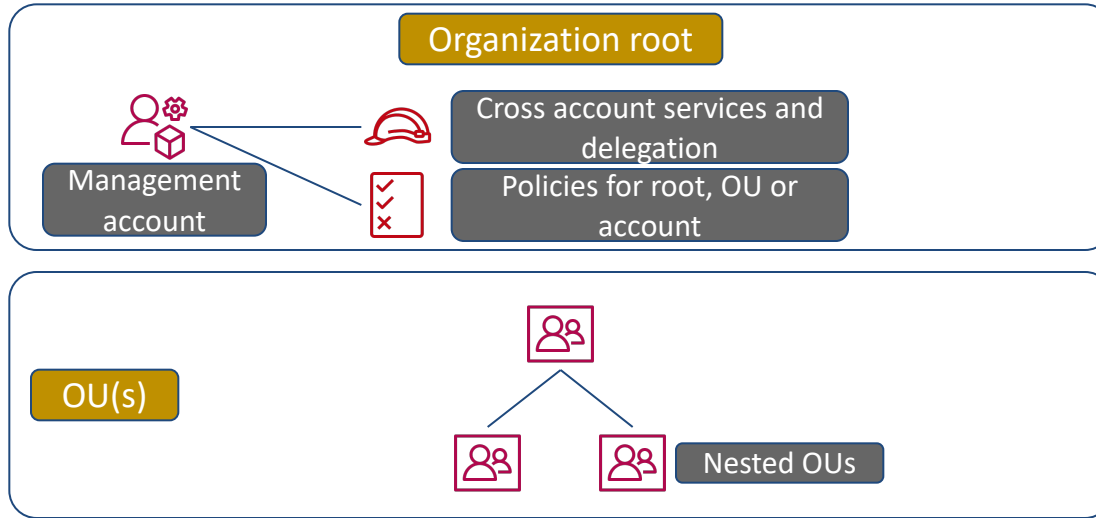 Organization root
Cross account services and
delegation
Management
account
Policies for root, OU or
account
OU(s)
Nested OUs